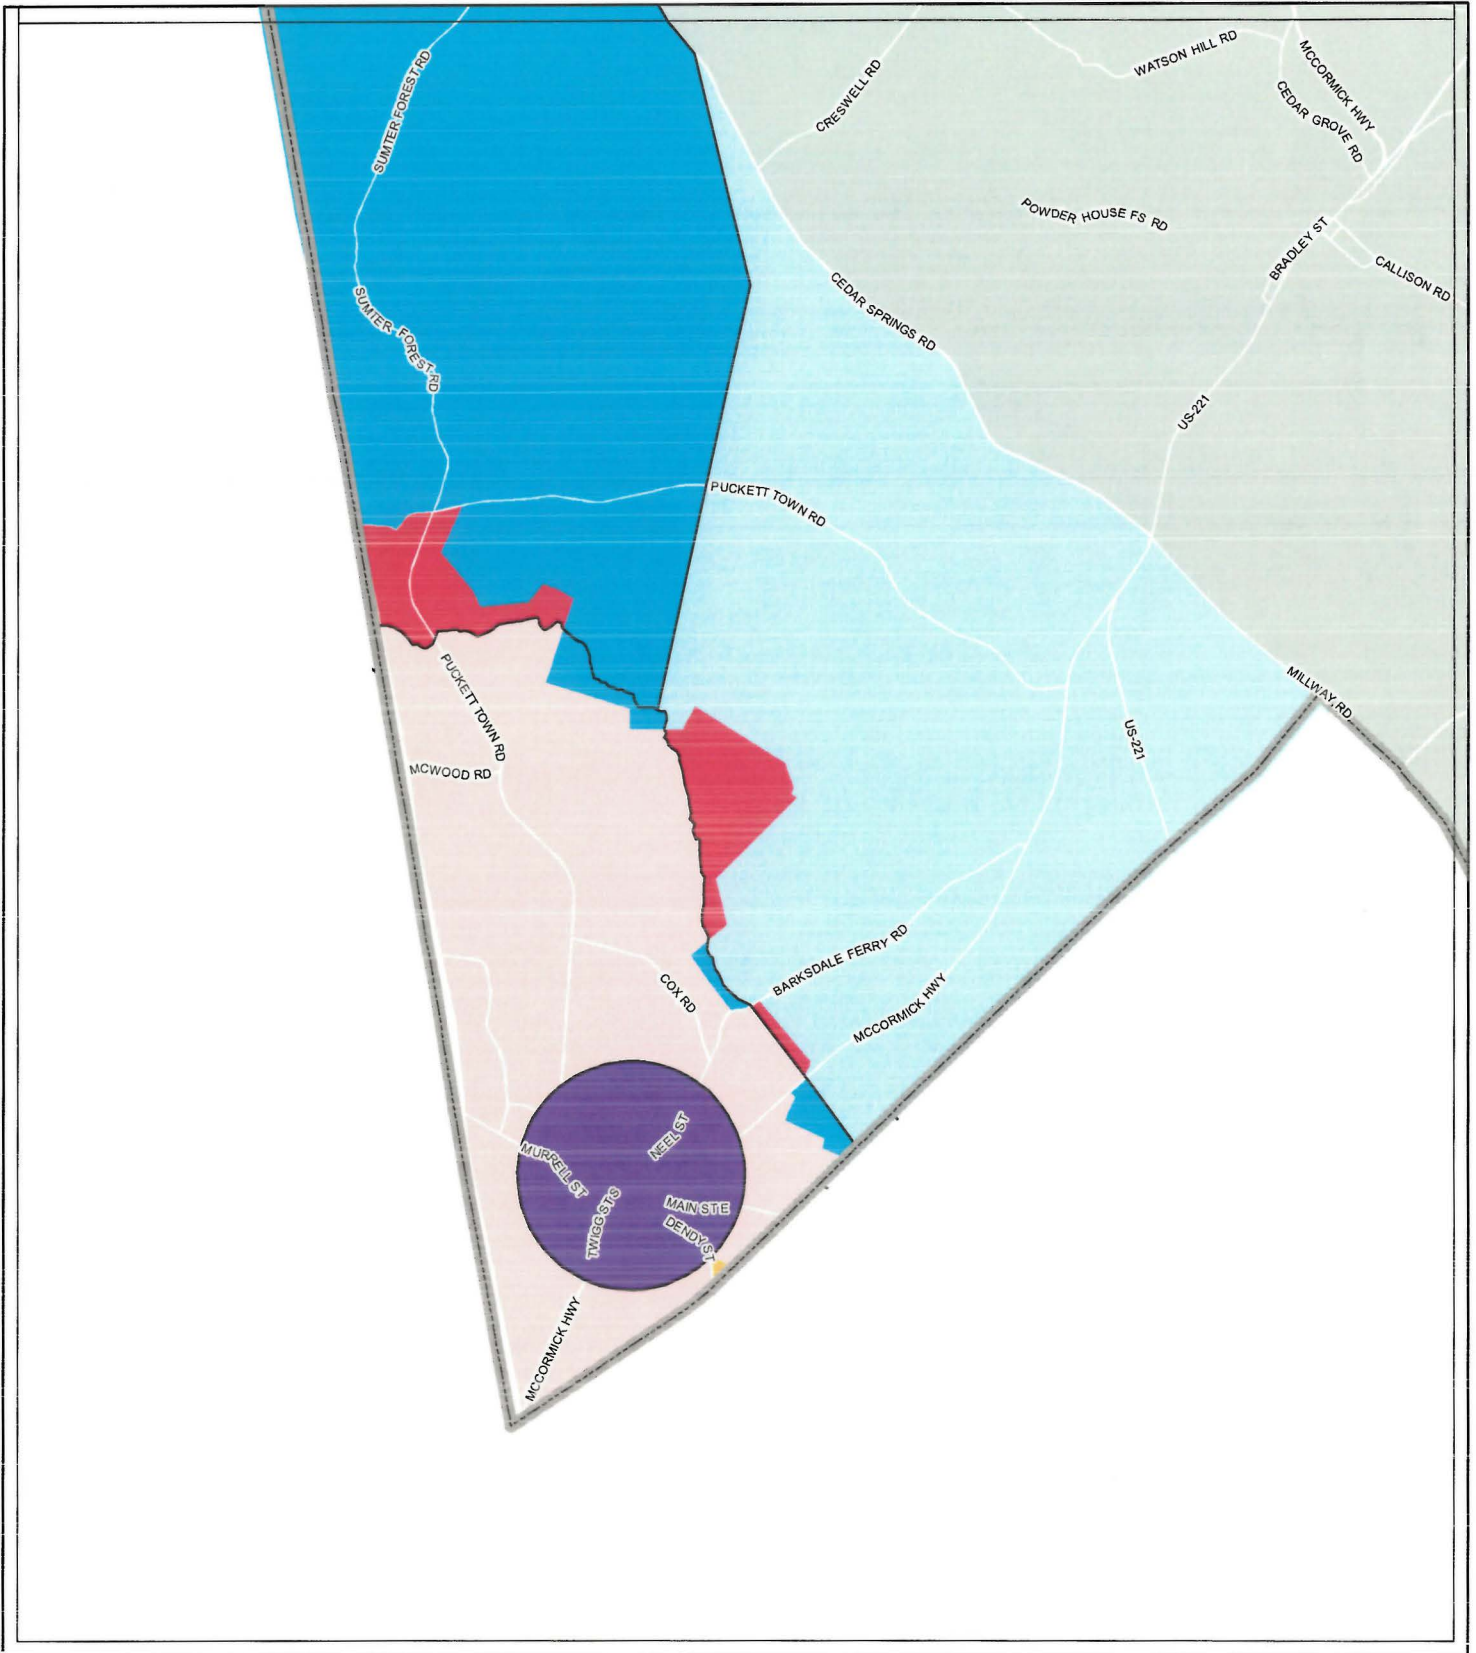 WATSON HILL RD
MCCORMICK HWY
SUMTER FOREST RD
CRESWELL RD
CEDAR GROVE RD
POWDER HOUSE FS RD
BRADLEY ST
CALLISON RD
CEDAR SPRINGS RD
SUMTER FOREST RD
US-221
PUCKETT TOWN RD
MILLWAY RD
PUCKETT TOWN RD
US-221
MCWOOD RD
BARKSDALE FERRY RD
COX RD
MCCORMICK HWY
NEEL ST
MURRELL ST
TWIGG ST S
MAIN ST E
DENDY ST
MCCORMICK HWY